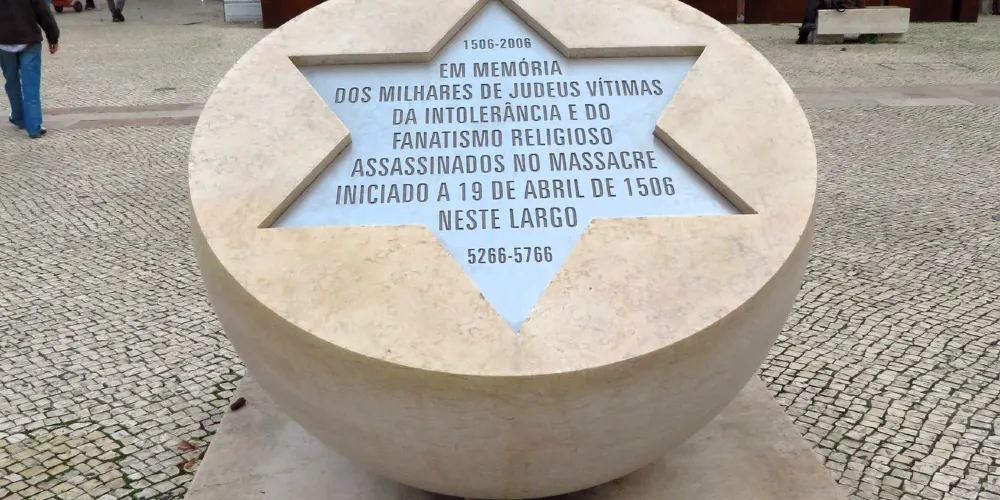 1506-2006
EM MEMÓRIA
DOS MILHARES DE JUDEUS VÍTIMAS
DA INTOLERÂNCIA E DO
FANATISMO RELIGIOSO
ASSASSINADOS NO MASSACRE
INICIADO A 19 DE ABRIL DE 1506
NESTE LARGO
5266-5766